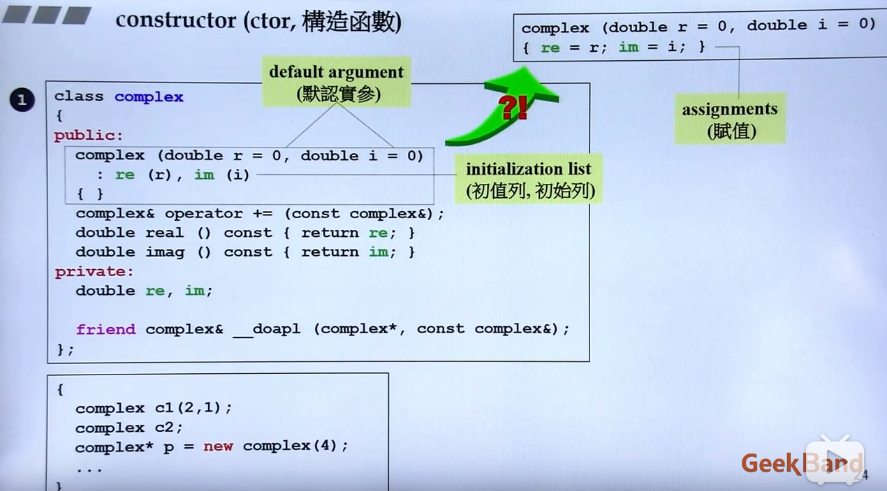 constructor (ctor, 構造函數)
complex (double r = 0, double i = 0)
{ re = r; im = i; }
default argument
(默認實參)
?!
assignments
(賦值)
1
class complex
{
public:
complex (double r = 0, double i = 0)
: re (r), im (i)
{ }
initialization list
(初值列, 初始列)
complex& operator += (const complex&);
double real () const { return re; }
double imag () const { return im; }
private:
double re, im;
friend complex& __doapl (complex*, const complex&);
};
{
complex c1(2,1);
complex c2;
complex* p = new complex(4);
...
}
GeekBand
24